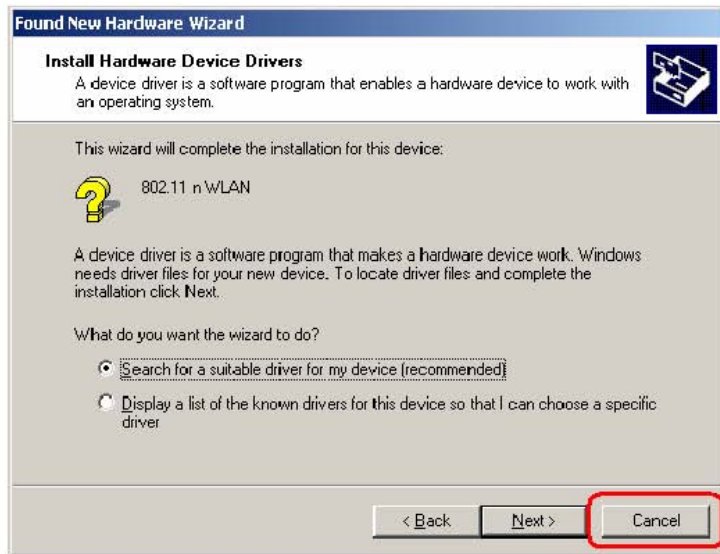 Found New Hardware Wizard
Install Hardware Device Drivers
A device driver is a software program that enables a hardware device to work with
an operating system.
This wizard will complete the installation for this device:
802.11 n WLAN
A device driver is a software program that makes a hardware device work. Windows
needs driver files for your new device. To locate driver files and complete the
installation click Next.
What do you want the wizard to do?
Search for a suitable driver for my device (recommended)
Display a list of the known drivers for this device so that I can choose a specific
driver
< Back
Next >
Cancel